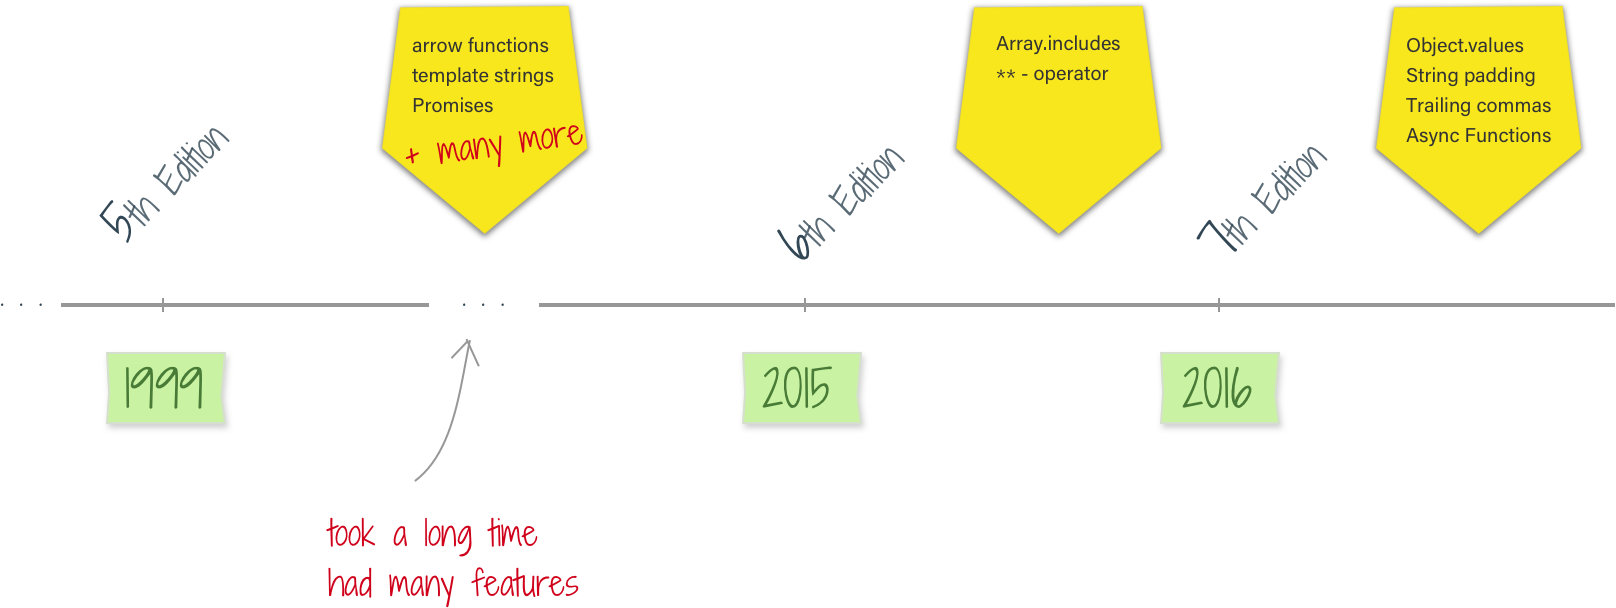 arrow functions
template strings
Promises
+ many more
Array.includes
** - operator
Object.values
String padding
Trailing commas
Async Functions
5th Edition
6th Edition
7th Edition
. . .
. . .
1999
2015
2016
took a long time
had many features